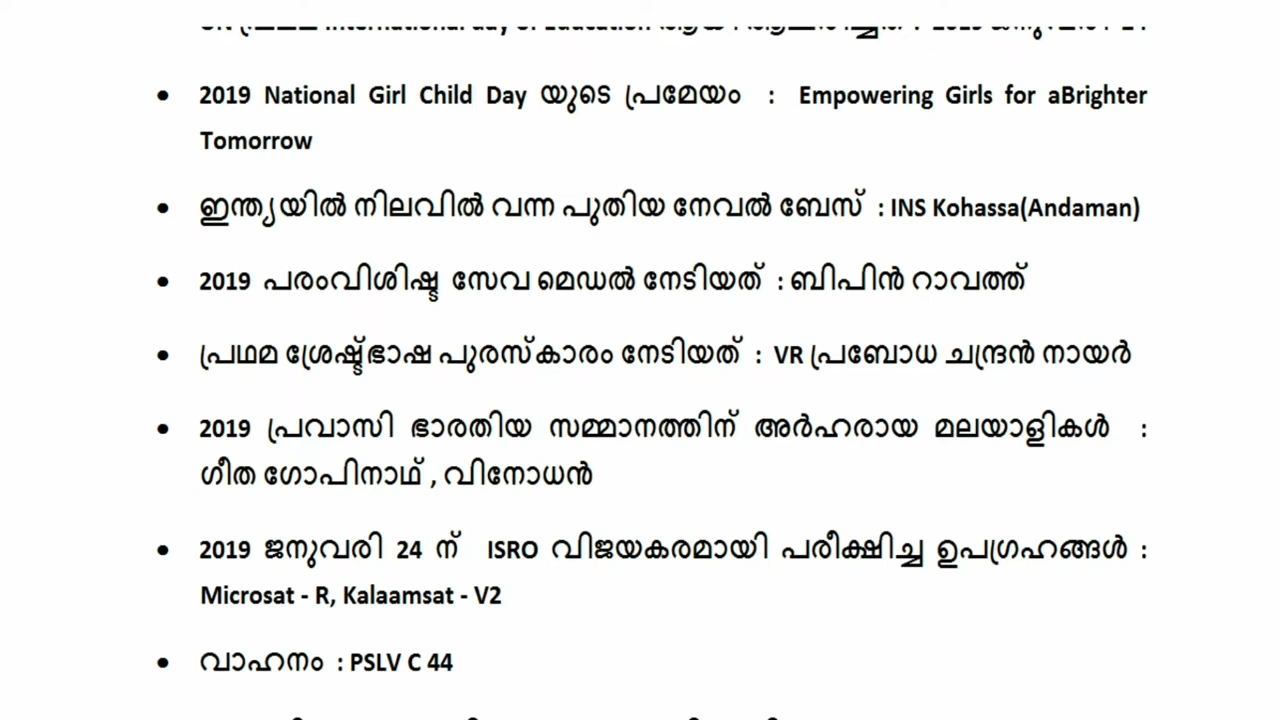 2019 National Girl Child Day യുടെ പ്രമേയം : Empowering Girls for aBrighter
Tomorrow
ഇന്ത്യയിൽ നിലവിൽ വന്ന പുതിയ നേവൽ ബേസ് : INS Kohassa(Andaman)
2019 പരംവിശിഷ്ട സേവ മെഡൽ നേടിയത് : ബിപിൻ റാവത്ത്
പ്രഥമ ശ്രേഷ്ട്ഭാഷ പുരസ്കാരം നേടിയത് : VR പ്രബോധ ചന്ദ്രൻ നായർ
2019 പ്രവാസി ഭാരതിയ സമ്മാനത്തിന് അർഹരായ മലയാളികൾ :
ഗീത ഗോപിനാഥ് , വിനോധൻ
2019 ജനുവരി 24 ന് ISRO വിജയകരമായി പരീക്ഷിച്ച ഉപഗ്രഹങ്ങൾ :
Microsat - R, Kalaamsat - V2
വാഹനം : PSLV C 44